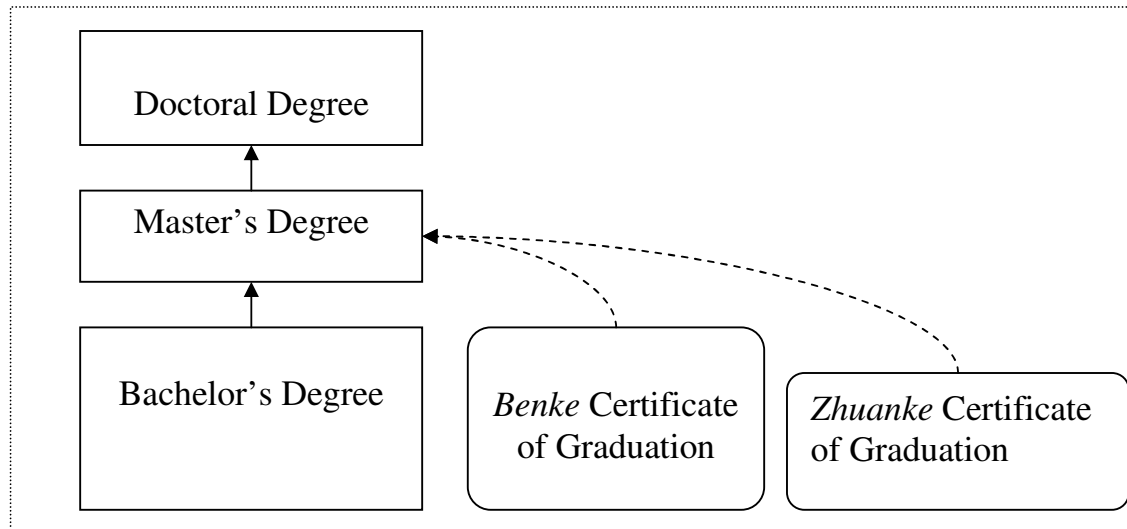 Doctoral Degree
Master’s Degree
Bachelor’s Degree
Benke Certificate
of Graduation
Zhuanke Certificate
of Graduation